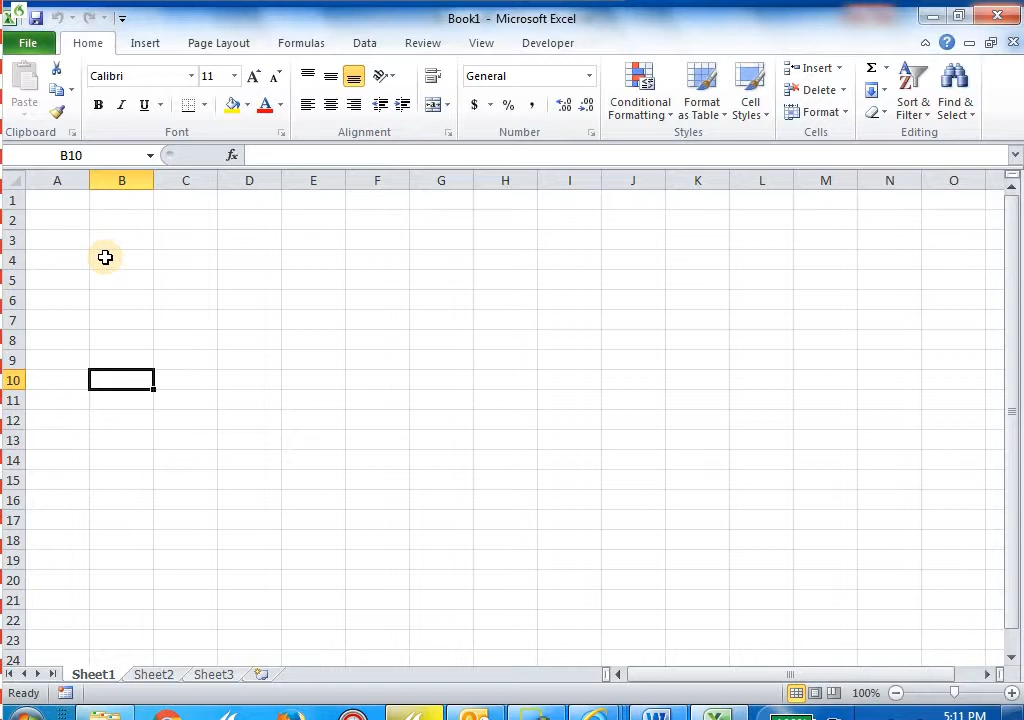 Book1 - Microsoft Excel
File Home Insert Page Layout Formulas Data Review View Developer
Calibri 11 General
Paste
Conditional Formatting
Format as Table
Cell Styles
Insert
Delete
Format
Sort & Filter
Find & Select
Clipboard Font Alignment Number Styles Cells Editing
B10 fx
A B C D E F G H I J K L M N O
1
2
3
4
5
6
7
8
9
10
11
12
13
14
15
16
17
18
19
20
21
22
23
24
Sheet1 Sheet2 Sheet3
Ready 100%
5:11 PM